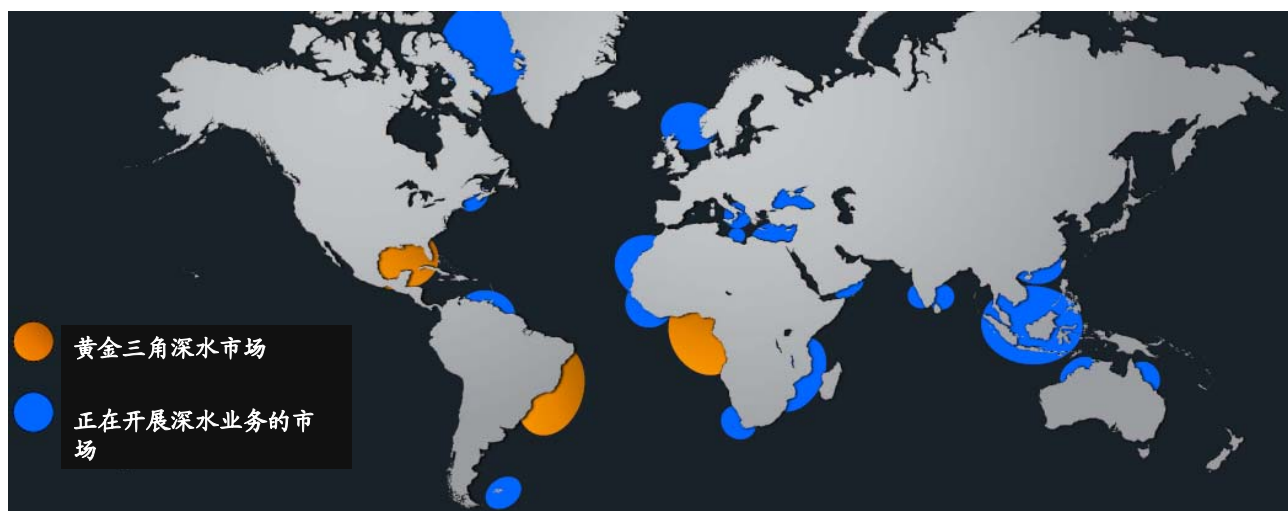 黄金三角深水市场
正在开展深水业务的市
场